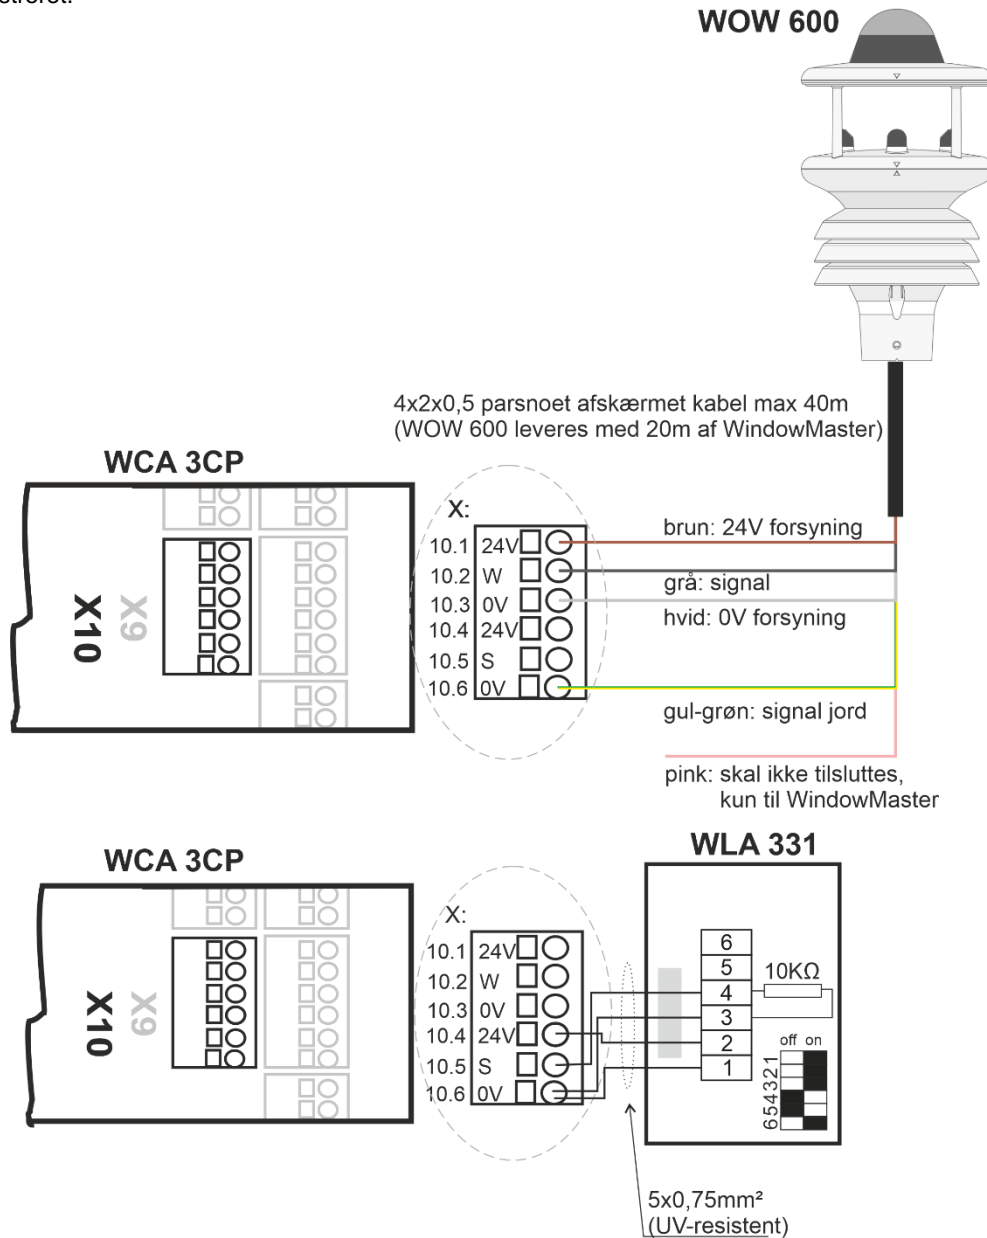 WOW 600
4x2x0,5 parsnoet afskærmet kabel max 40m
(WOW 600 leveres med 20m af WindowMaster)
WCA 3CP
X10
X9
X:
10.1 24V
10.2 W
10.3 0V
10.4 24V
10.5 S
10.6 0V
brun: 24V forsyning
grå: signal
hvid: 0V forsyning
gul-grøn: signal jord
pink: skal ikke tilsluttes,
kun til WindowMaster
WCA 3CP
X10
X9
X:
10.1 24V
10.2 W
10.3 0V
10.4 24V
10.5 S
10.6 0V
WLA 331
6
5
4
3
2
1
10KΩ
off on
654321
5x0,75mm²
(UV-resistent)